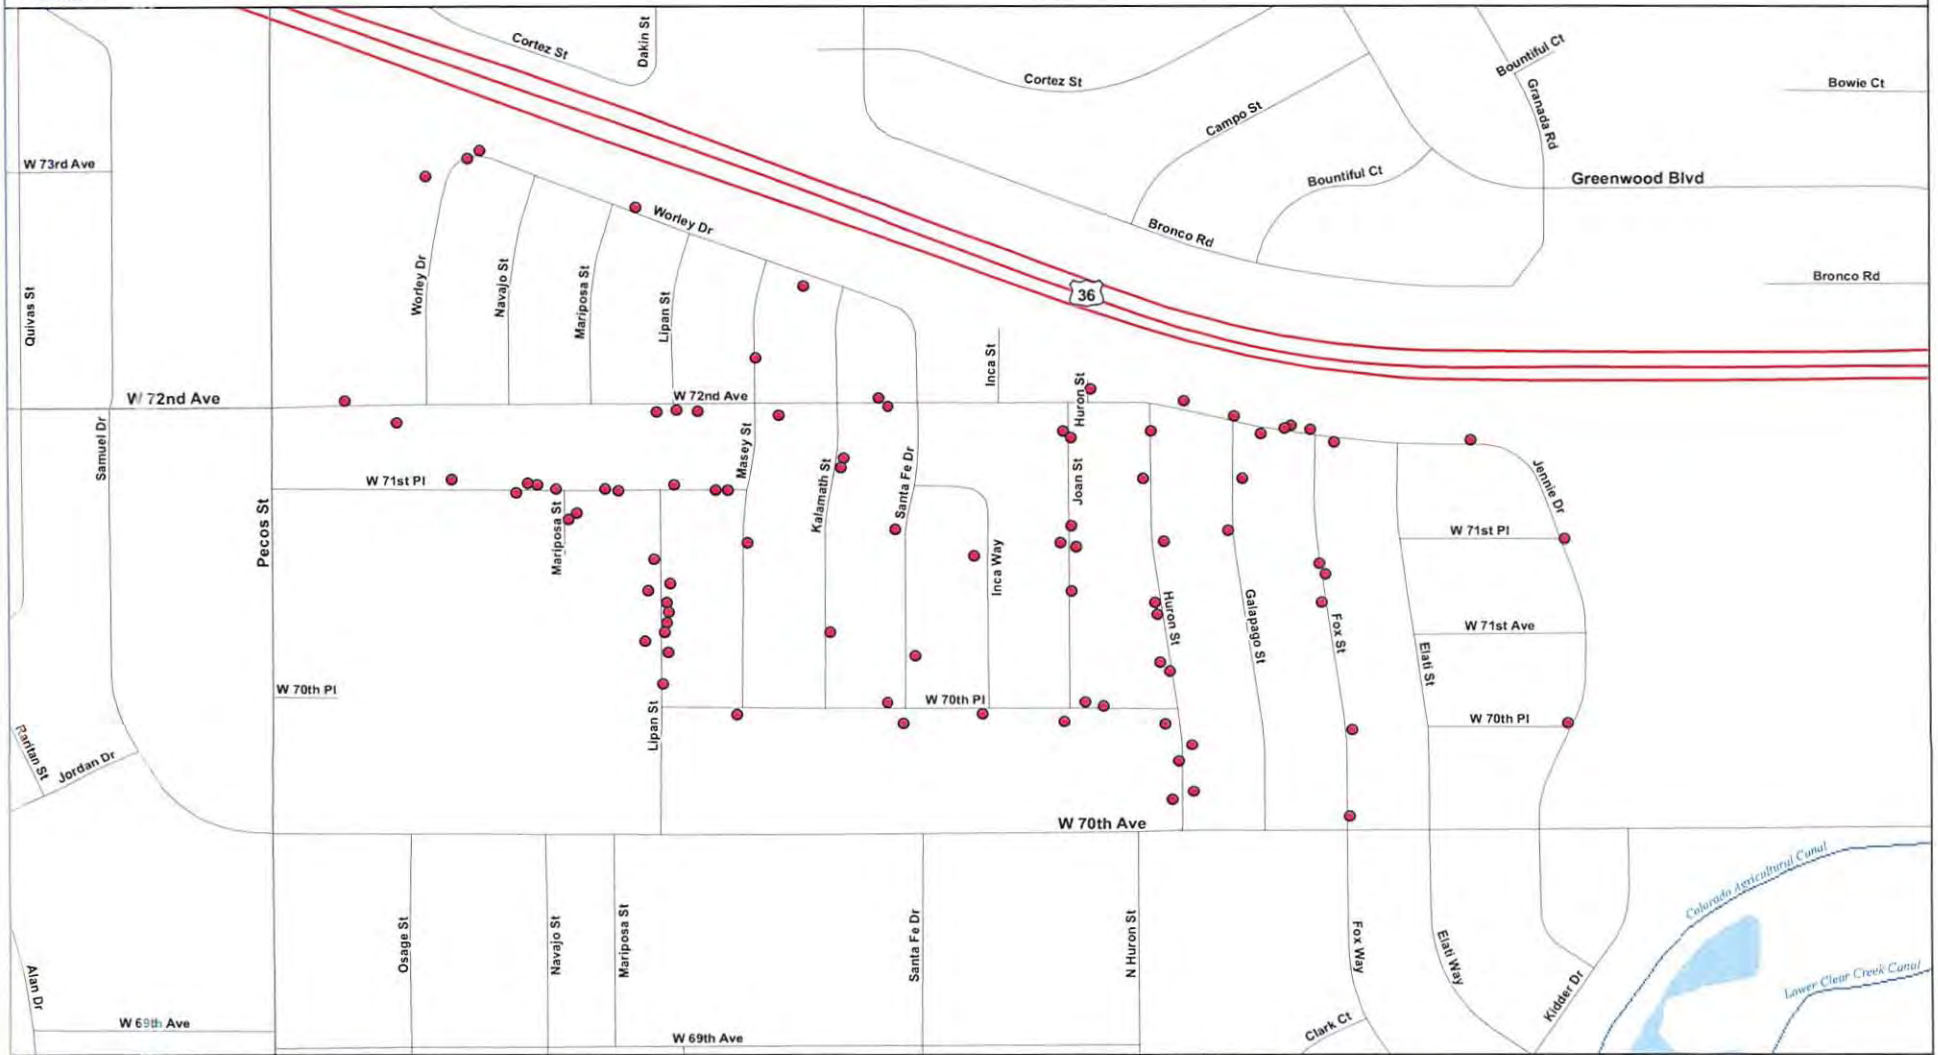 Cortez St
Dakin St
Cortez St
Bountiful Ct
Bowie Ct
Granada Rd
Campo St
W 73rd Ave
Bountiful Ct
Greenwood Blvd
Worley Dr
Bronco Rd
Bronco Rd
36
Worley Dr
Navajo St
Mariposa St
Lipan St
Quivas St
Inca St
Huron St
W 72nd Ave
W 72nd Ave
Samuel Dr
Masey St
Kalamath St
Santa Fe Dr
Joan St
Jennie Dr
W 71st Pl
Pecos St
Mariposa St
W 71st Pl
Inca Way
Huron St
Galapago St
Fox St
W 71st Ave
Elati St
W 70th Pl
W 70th Pl
W 70th Pl
Lipan St
Raritan St
Jordan Dr
W 70th Ave
Colorado Agricultural Canal
Osage St
Navajo St
Mariposa St
Santa Fe Dr
N Huron St
Fox Way
Elati Way
Kidder Dr
Lower Clear Creek Canal
Alan Dr
W 69th Ave
W 69th Ave
Clark Ct